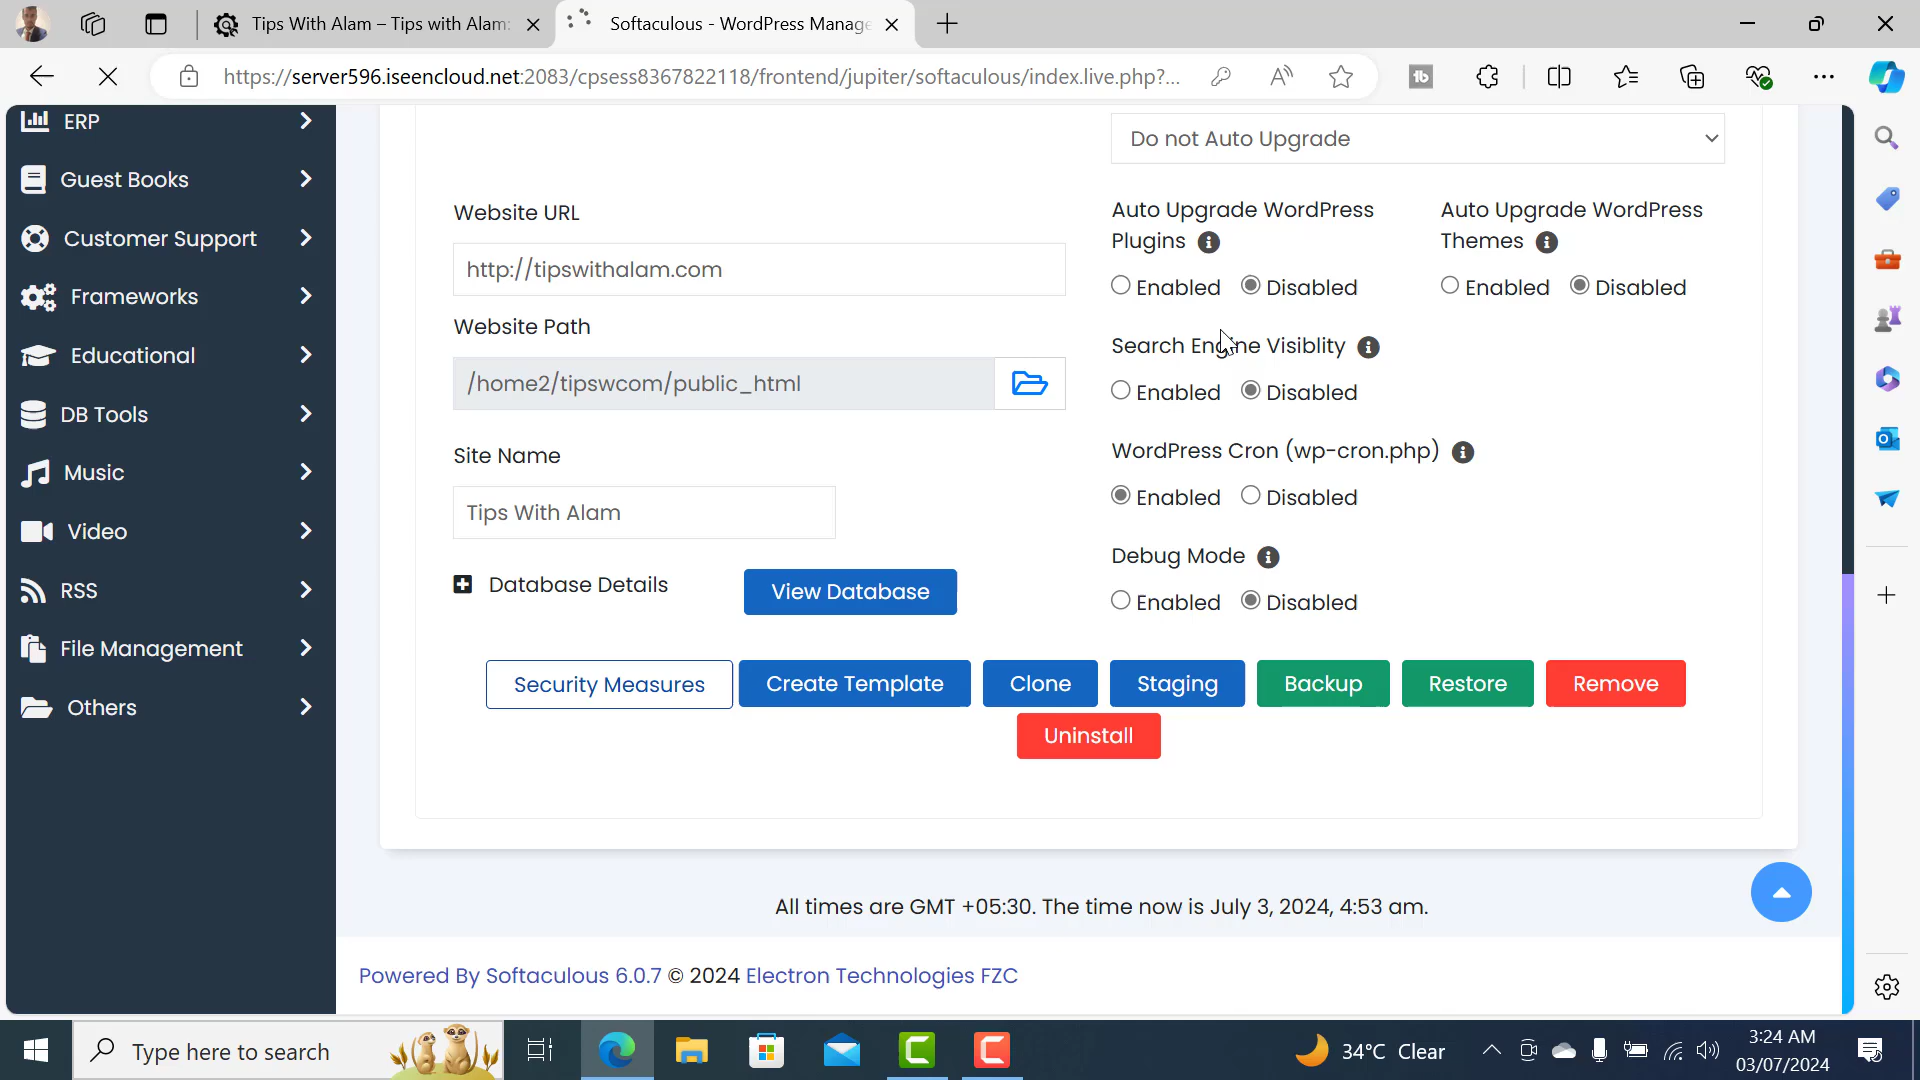 Tips With Alam – Tips with Alam:
Softaculous - WordPress Manage
https://server596.iseencloud.net:2083/cpsess8367822118/frontend/jupiter/softaculous/index.live.php?...
ERP
Guest Books
Customer Support
Frameworks
Educational
DB Tools
Music
Video
RSS
File Management
Others
Website URL
http://tipswithalam.com
Website Path
/home2/tipswcom/public_html
Site Name
Tips With Alam
Database Details
View Database
Do not Auto Upgrade
Auto Upgrade WordPress
Plugins
Enabled Disabled
Auto Upgrade WordPress
Themes
Enabled Disabled
Search Engine Visiblity
Enabled Disabled
WordPress Cron (wp-cron.php)
Enabled Disabled
Debug Mode
Enabled Disabled
Security Measures Create Template Clone Staging Backup Restore Remove
Uninstall
All times are GMT +05:30. The time now is July 3, 2024, 4:53 am.
Powered By Softaculous 6.0.7 © 2024 Electron Technologies FZC
Type here to search
34°C Clear
3:24 AM
03/07/2024